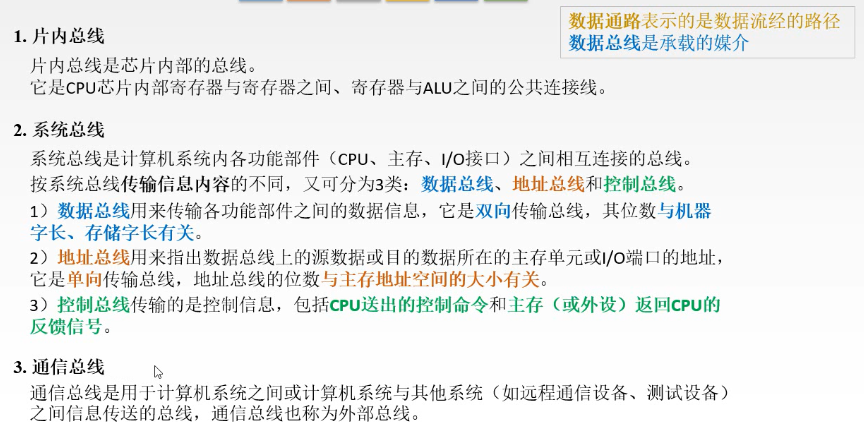 数据通路表示的是数据流经的路径
数据总线是承载的媒介
1. 片内总线
片内总线是芯片内部的总线。
它是CPU芯片内部寄存器与寄存器之间、寄存器与ALU之间的公共连接线。
2. 系统总线
系统总线是计算机系统内各功能部件（CPU、主存、I/O接口）之间相互连接的总线。
按系统总线传输信息内容的不同，又可分为3类：数据总线、地址总线和控制总线。
1）数据总线用来传输各功能部件之间的数据信息，它是双向传输总线，其位数与机器
字长、存储字长有关。
2）地址总线用来指出数据总线上的源数据或目的数据所在的主存单元或I/O端口的地址，
它是单向传输总线，地址总线的位数与主存地址空间的大小有关。
3）控制总线传输的是控制信息，包括CPU送出的控制命令和主存（或外设）返回CPU的
反馈信号。
3. 通信总线
通信总线是用于计算机系统之间或计算机系统与其他系统（如远程通信设备、测试设备）
之间信息传送的总线，通信总线也称为外部总线。